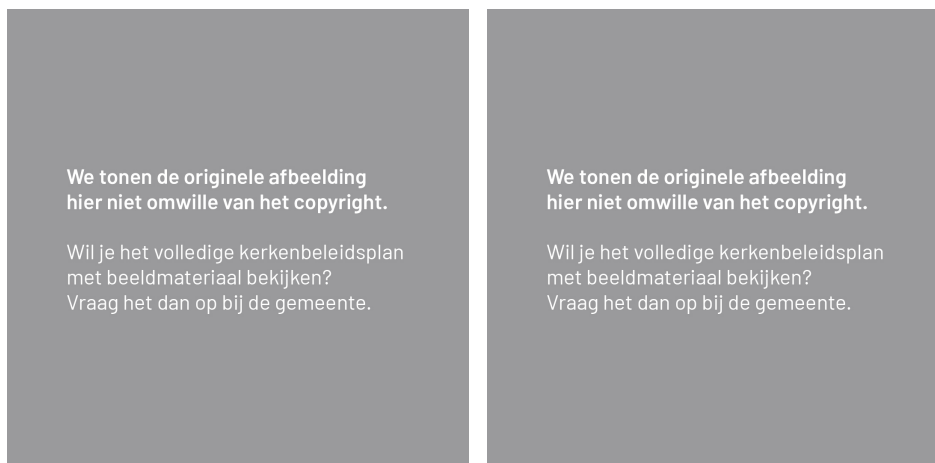 We tonen de originele afbeelding
hier niet omwille van het copyright.
Wil je het volledige kerkenbeleidsplan
met beeldmateriaal bekijken?
Vraag het dan op bij de gemeente.
We tonen de originele afbeelding
hier niet omwille van het copyright.
Wil je het volledige kerkenbeleidsplan
met beeldmateriaal bekijken?
Vraag het dan op bij de gemeente.